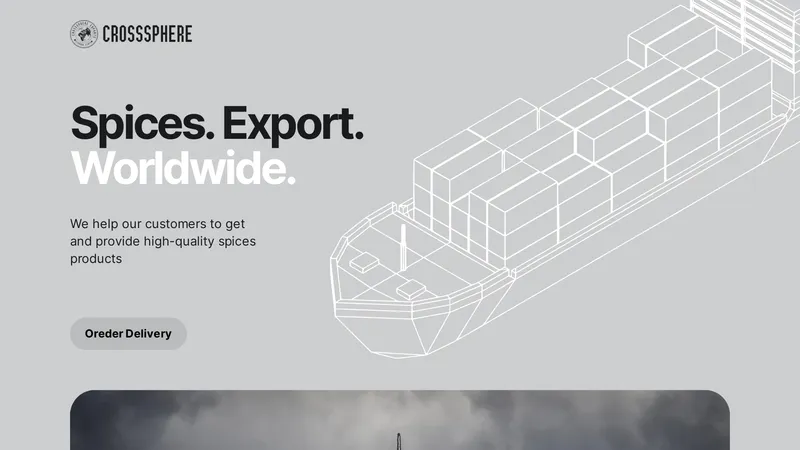 CROSSSPHERE
Spices. Export.
Worldwide.
We help our customers to get
and provide high-quality spices
products
Oreder Delivery